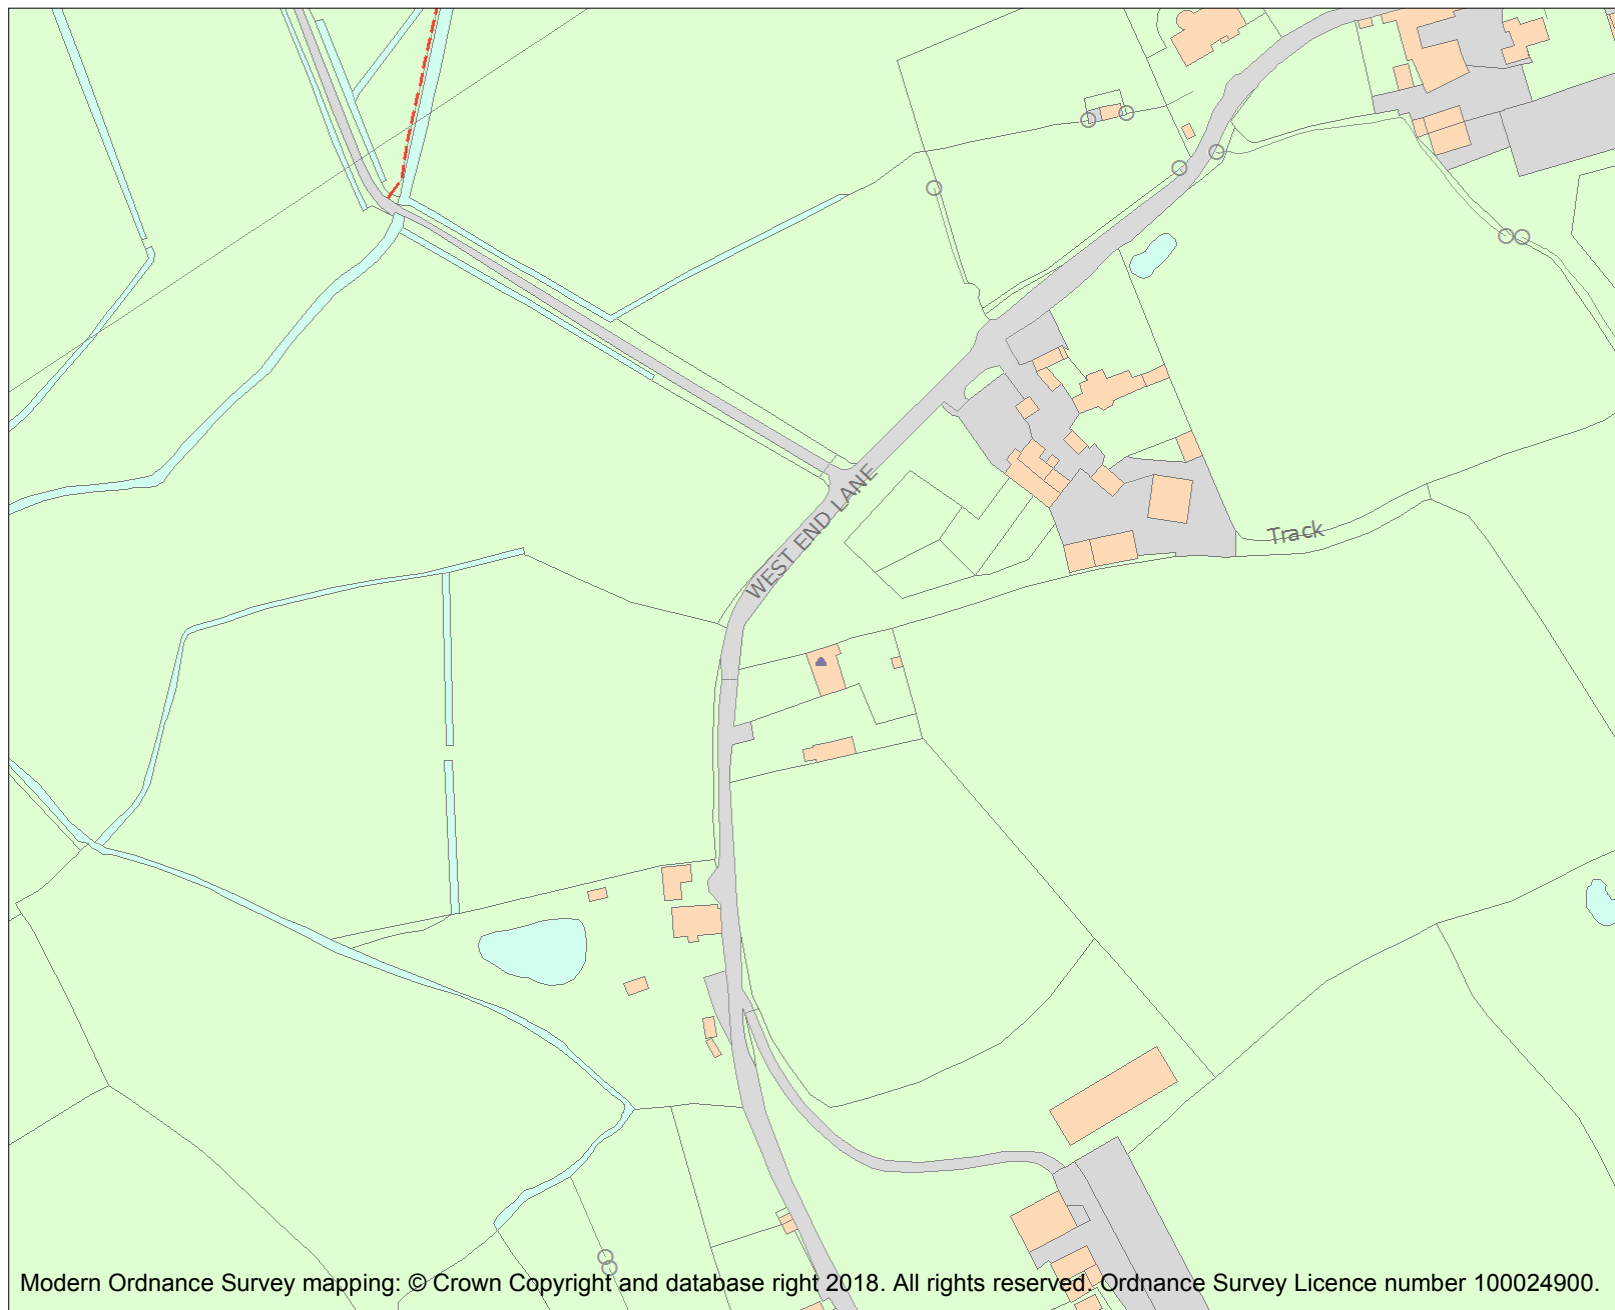 WEST END LANE
Track
Modern Ordnance Survey mapping: © Crown Copyright and database right 2018. All rights reserved. Ordnance Survey Licence number 100024900.